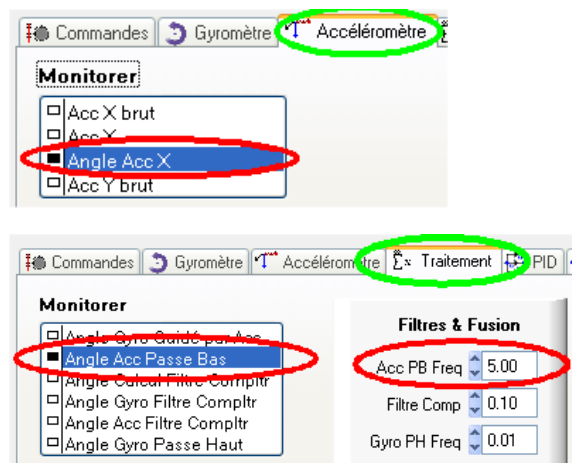 Commandes Gyromètre Accéléromètre
Monitorer
Acc X brut
Acc X
Angle Acc X
Acc Y brut
Commandes Gyromètre Accéléromètre Σx Traitement PID
Monitorer
Angle Gyro Guidé par Acc
Angle Acc Passe Bas
Angle Calcul Filtre Compltr
Angle Gyro Filtre Compltr
Angle Acc Filtre Compltr
Angle Gyro Passe Haut
Filtres & Fusion
Acc PB Freq 5.00
Filtre Comp 0.10
Gyro PH Freq 0.01